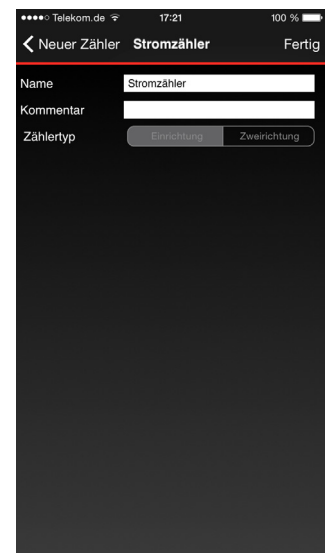 Telekom.de 17:21 100 %
Neuer Zähler Stromzähler Fertig
Name Stromzähler
Kommentar
Zählertyp Einrichtung Zweirichtung